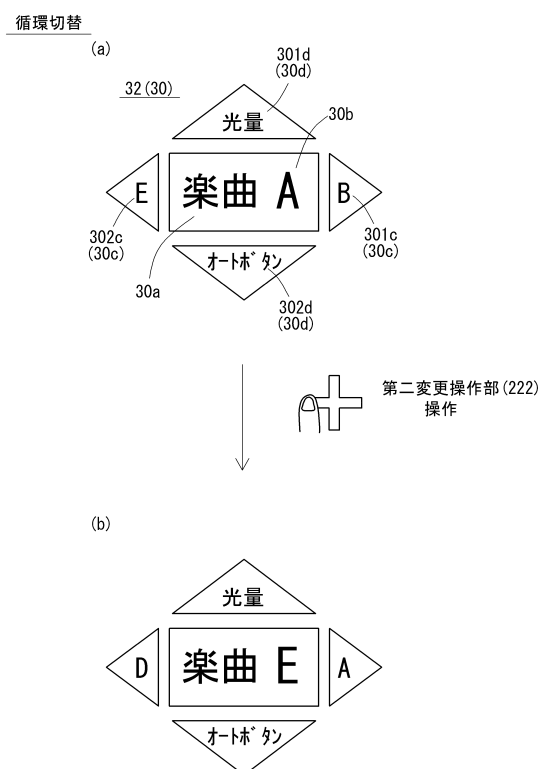 循環切替
(a)
301d
(30d)
32(30)
光量
30b
E
楽曲 A
B
302c
(30c)
301c
(30c)
オートボタン
30a
302d
(30d)
第二変更操作部(222)
操作
(b)
光量
D
楽曲 E
A
オートボタン